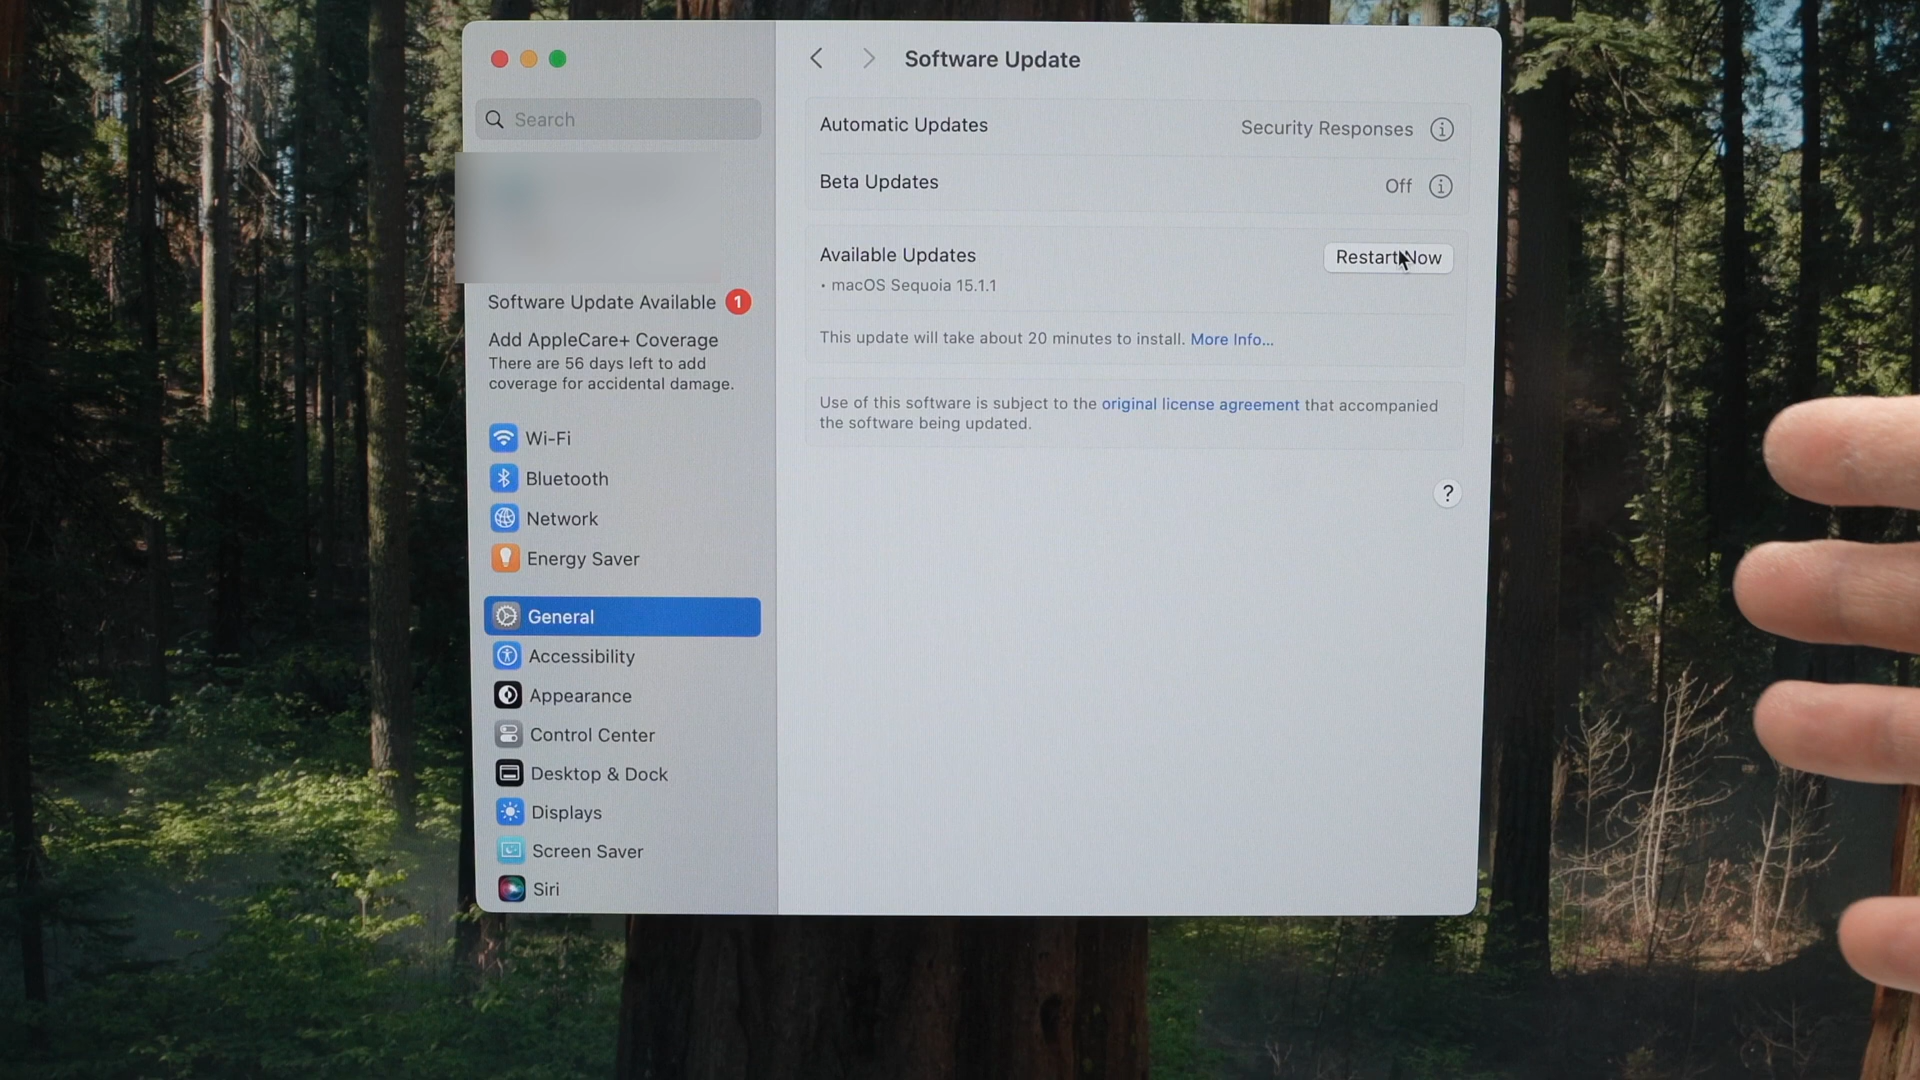 Software Update
Search
Automatic Updates
Security Responses
Beta Updates
Off
Available Updates
Restart Now
• macOS Sequoia 15.1.1
This update will take about 20 minutes to install. More Info...
Use of this software is subject to the original license agreement that accompanied
the software being updated.
?
Software Update Available 1
Add AppleCare+ Coverage
There are 56 days left to add
coverage for accidental damage.
Wi-Fi
Bluetooth
Network
Energy Saver
General
Accessibility
Appearance
Control Center
Desktop & Dock
Displays
Screen Saver
Siri